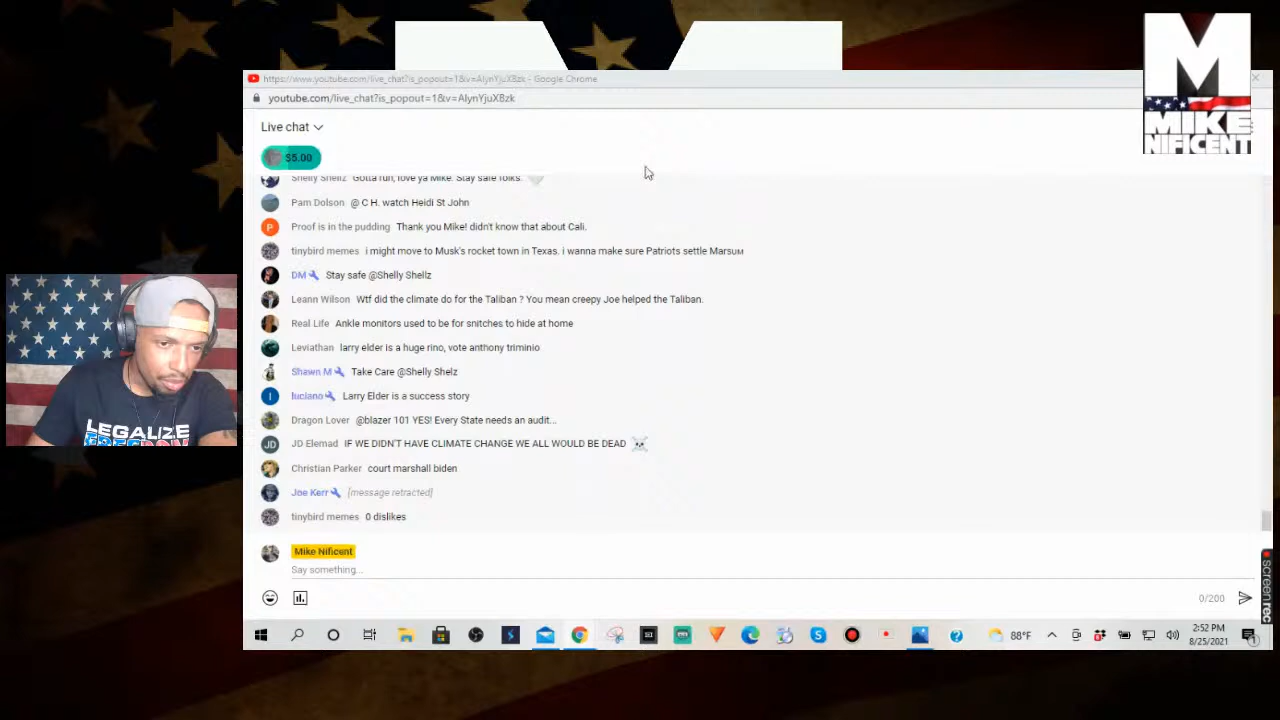 M
MIKE
NIFICENT
https://www.youtube.com/live_chat?is_popout=1&v=AlynYjuX8zk - Google Chrome
youtube.com/live_chat?is_popout=1&v=AlynYjuX8zk
Live chat
$5.00
Shelly Shellz Gotta run, love ya Mike. Stay safe folks.
Pam Dolson @ C H. watch Heidi St John
P Proof is in the pudding Thank you Mike! didn't know that about Cali.
tinybird memes i might move to Musk's rocket town in Texas. i wanna make sure Patriots settle Marsuм
DM Stay safe @Shelly Shellz
Leann Wilson Wtf did the climate do for the Taliban ? You mean creepy Joe helped the Taliban.
Real Life Ankle monitors used to be for snitches to hide at home
Leviathan larry elder is a huge rino, vote anthony triminio
Shawn M Take Care @Shelly Shelz
luciano Larry Elder is a success story
Dragon Lover @blazer 101 YES! Every State needs an audit...
JD JD Elemad IF WE DIDN'T HAVE CLIMATE CHANGE WE ALL WOULD BE DEAD
Christian Parker court marshall biden
Joe Kerr [message retracted]
tinybird memes 0 dislikes
Mike Nificent
Say something...
0/200
88°F
2:52 PM
8/25/2021
1
screenrec
LEGALIZE
FREEDOM